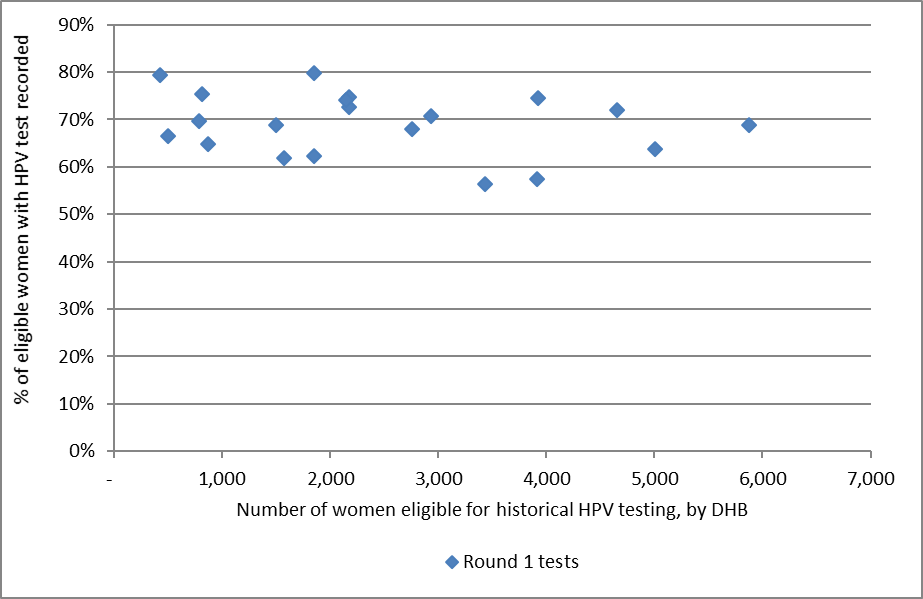 % of eligible women with HPV test recorded
90%
80%
70%
60%
50%
40%
30%
20%
10%
0%
- 1,000 2,000 3,000 4,000 5,000 6,000 7,000
Number of women eligible for historical HPV testing, by DHB
Round 1 tests